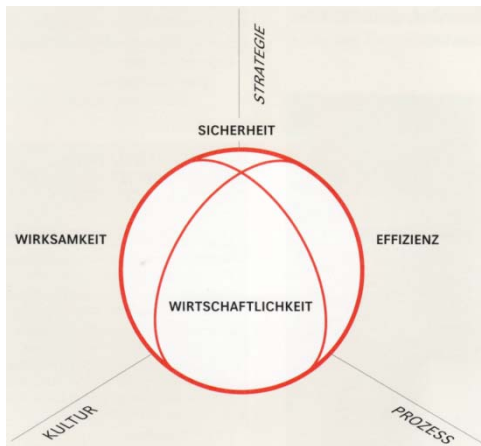 STRATEGIE
SICHERHEIT
WIRKSAMKEIT
EFFIZIENZ
WIRTSCHAFTLICHKEIT
KULTUR
PROZESS